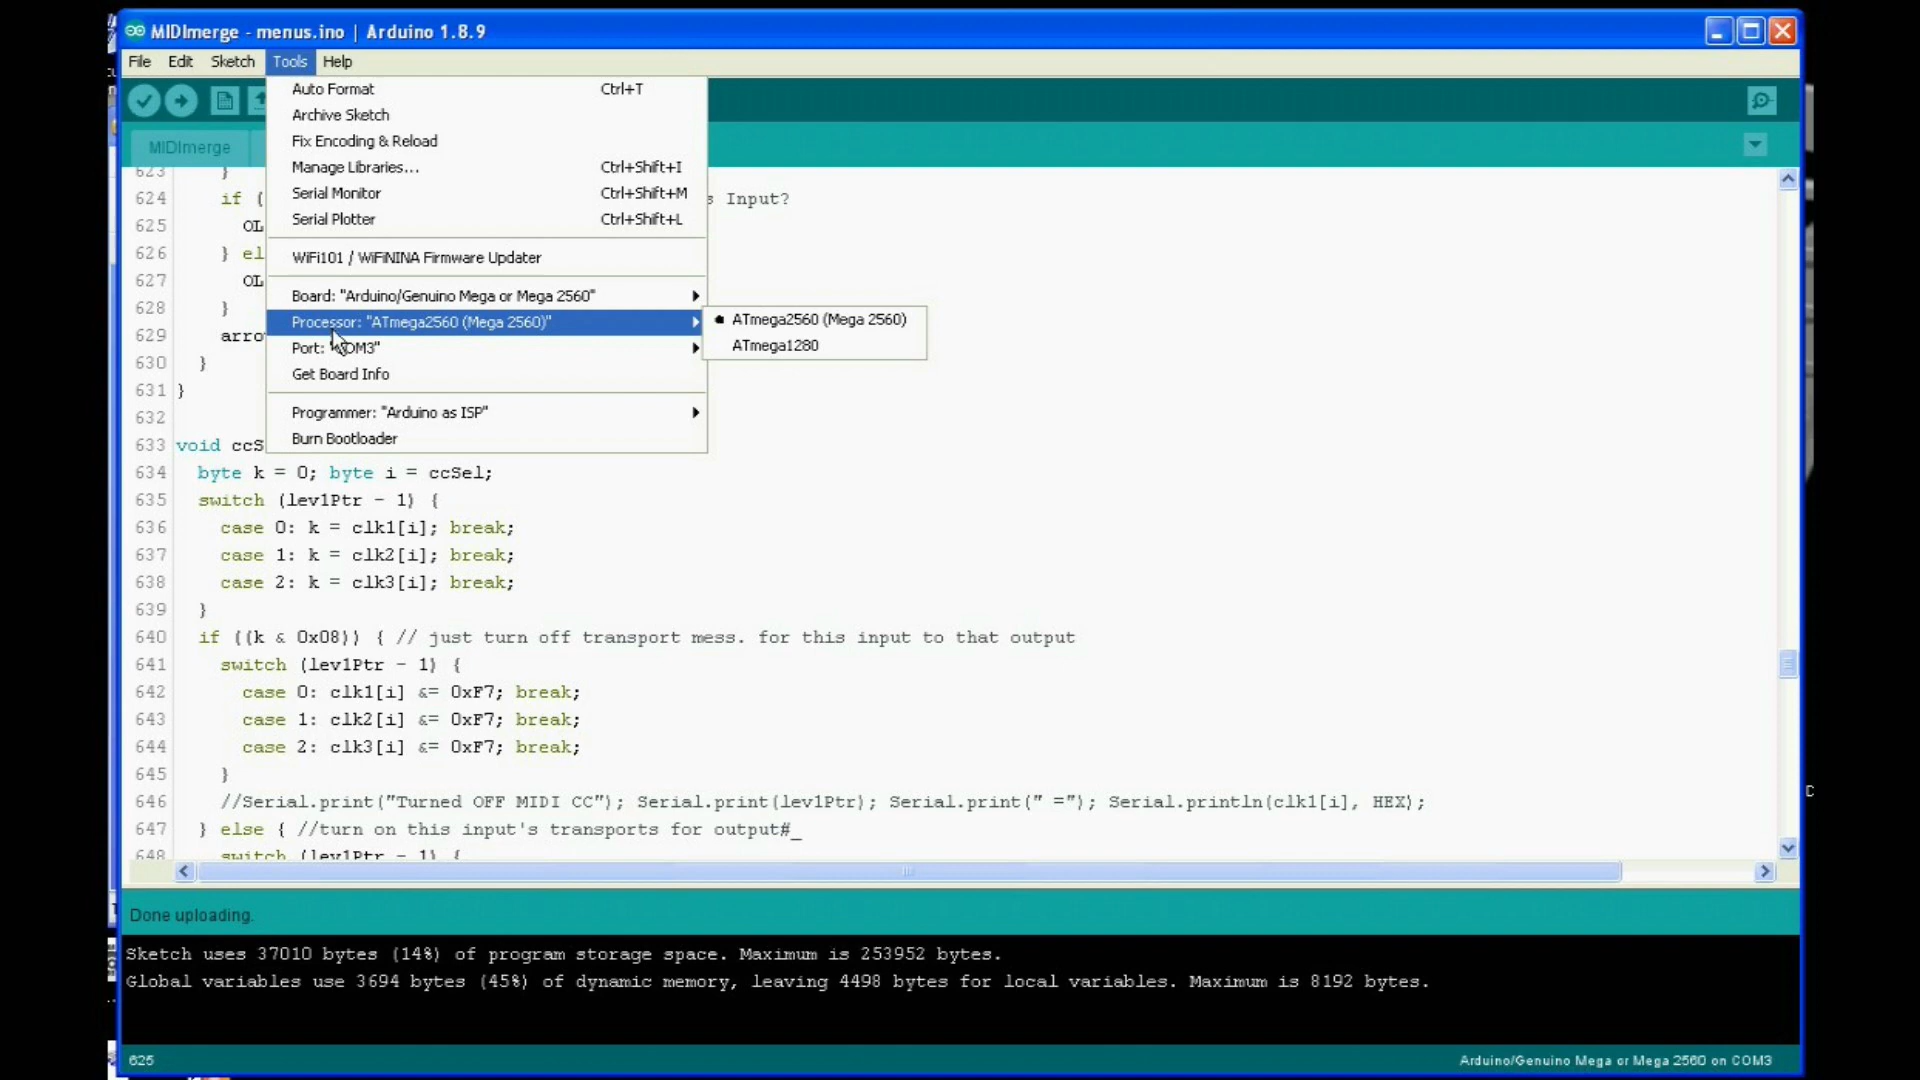 MIDImerge - menus.ino | Arduino 1.8.9
File Edit Sketch Tools Help
Auto Format Ctrl+T
Archive Sketch
Fix Encoding & Reload
Manage Libraries... Ctrl+Shift+I
Serial Monitor Ctrl+Shift+M
Serial Plotter Ctrl+Shift+L
WiFi101 / WiFiNINA Firmware Updater
Board: "Arduino/Genuino Mega or Mega 2560"
Processor: "ATmega2560 (Mega 2560)"
Port: "COM3"
Get Board Info
Programmer: "Arduino as ISP"
Burn Bootloader
ATmega2560 (Mega 2560)
ATmega1280
MIDImerge
623 }
624 if ( s Input?
625 OL
626 } el
627 OL
628 }
629 arro
630 }
631 }
632
633 void ccS
634 byte k = 0; byte i = ccSel;
635 switch (lev1Ptr - 1) {
636 case 0: k = clk1[i]; break;
637 case 1: k = clk2[i]; break;
638 case 2: k = clk3[i]; break;
639 }
640 if ((k & 0x08)) { // just turn off transport mess. for this input to that output
641 switch (lev1Ptr - 1) {
642 case 0: clk1[i] &= 0xF7; break;
643 case 1: clk2[i] &= 0xF7; break;
644 case 2: clk3[i] &= 0xF7; break;
645 }
646 //Serial.print("Turned OFF MIDI CC"); Serial.print(lev1Ptr); Serial.print(" ="); Serial.println(clk1[i], HEX);
647 } else { //turn on this input's transports for output#_
648 switch (lev1Ptr - 1) {
Done uploading.
Sketch uses 37010 bytes (14%) of program storage space. Maximum is 253952 bytes.
Global variables use 3694 bytes (45%) of dynamic memory, leaving 4498 bytes for local variables. Maximum is 8192 bytes.
625 Arduino/Genuino Mega or Mega 2560 on COM3